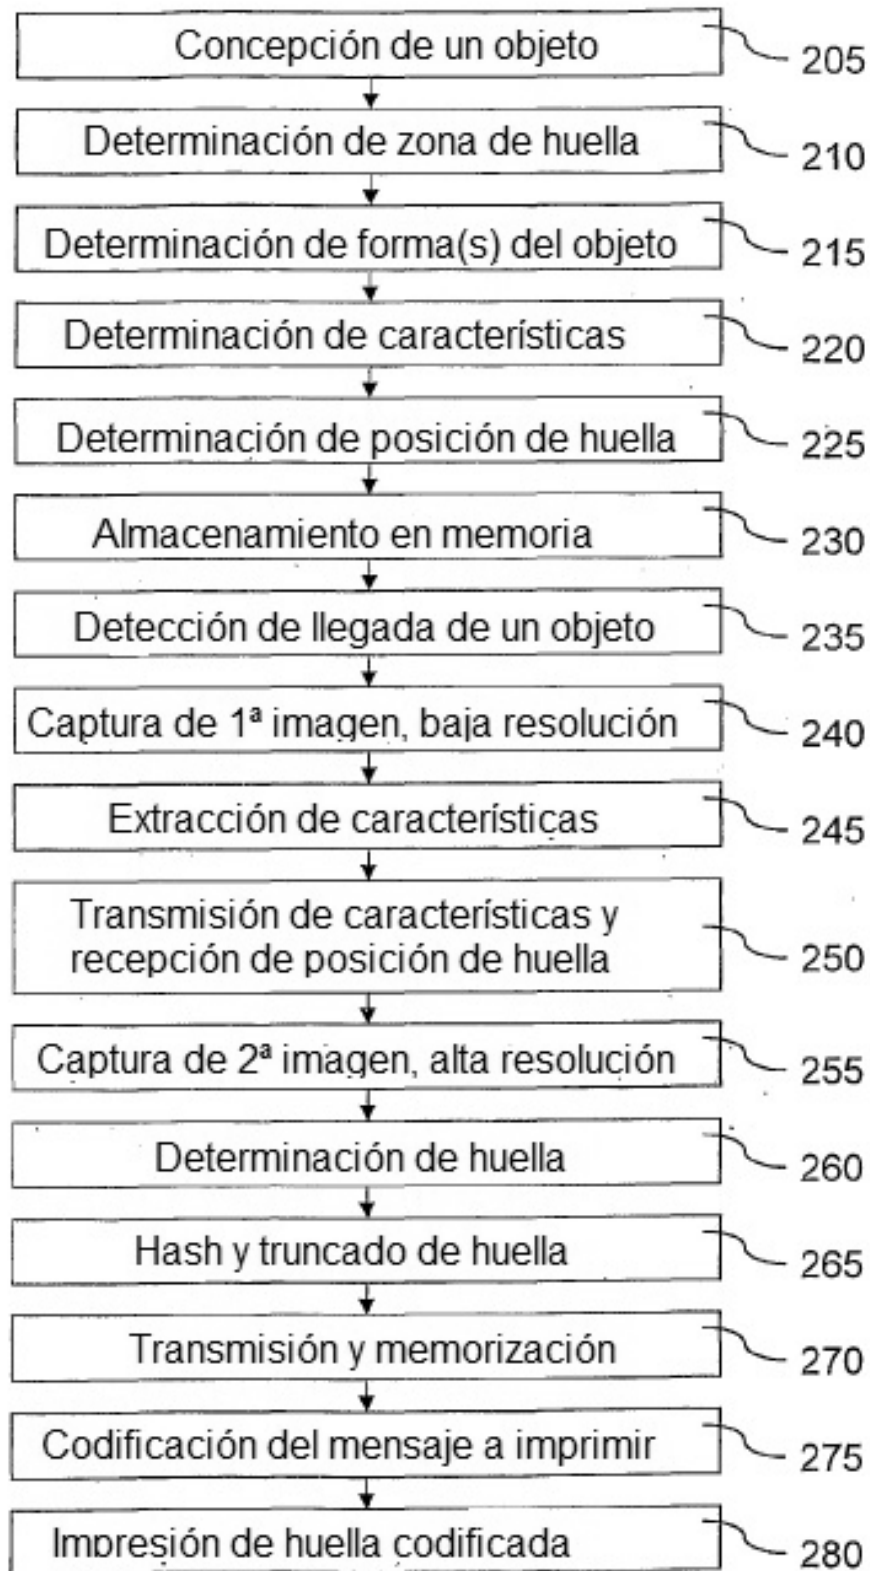 Concepción de un objeto
205
Determinación de zona de huella
210
Determinación de forma(s) del objeto
215
Determinación de características
220
Determinación de posición de huella
225
Almacenamiento en memoria
230
Detección de llegada de un objeto
235
Captura de 1ª imagen, baja resolución
240
Extracción de características
245
Transmisión de características y
recepción de posición de huella
250
Captura de 2ª imagen, alta resolución
255
Determinación de huella
260
Hash y truncado de huella
265
Transmisión y memorización
270
Codificación del mensaje a imprimir
275
Impresión de huella codificada
280